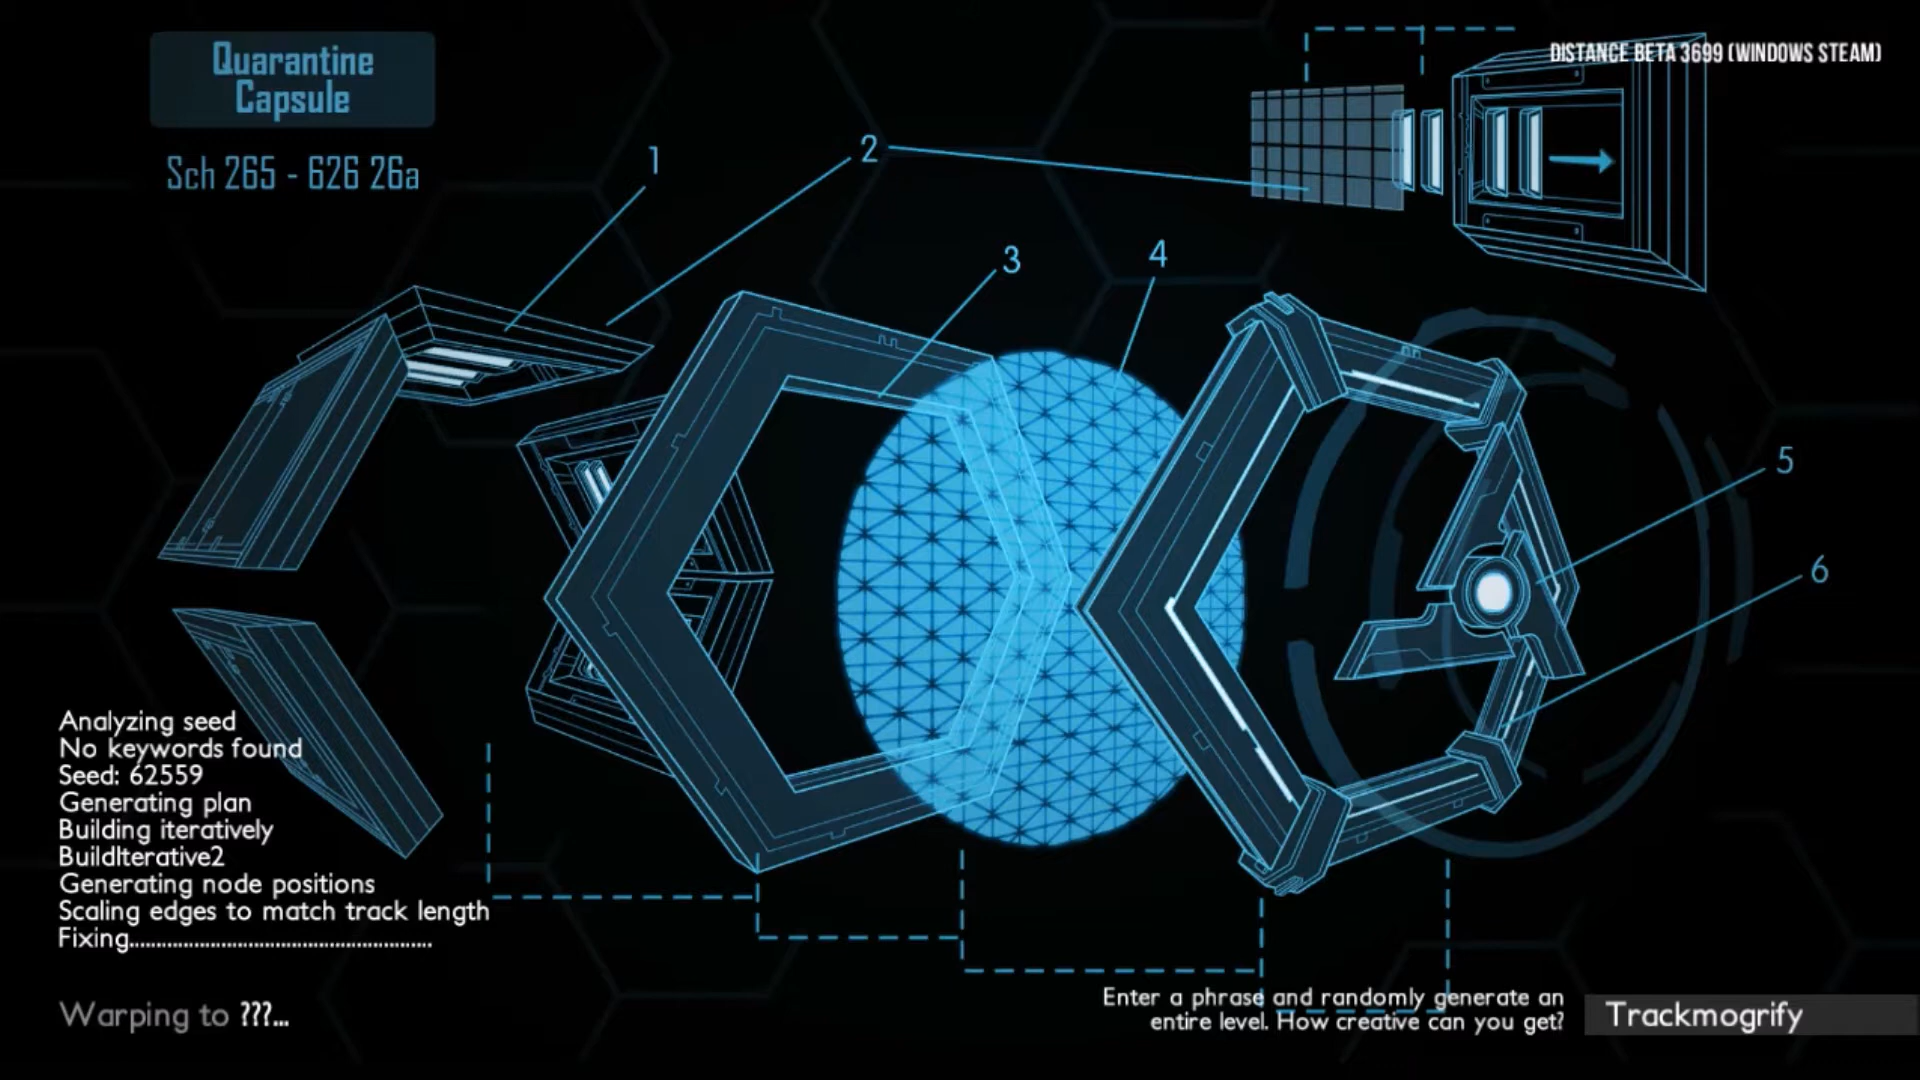 Quarantine
Capsule
Sch 265 - 626 26a
DISTANCE BETA 3699 (WINDOWS STEAM)
1
2
3
4
5
6
Analyzing seed
No keywords found
Seed: 62559
Generating plan
Building iteratively
BuildIterative2
Generating node positions
Scaling edges to match track length
Fixing........................................................
Warping to ???...
Enter a phrase and randomly generate an
entire level. How creative can you get?
Trackmogrify